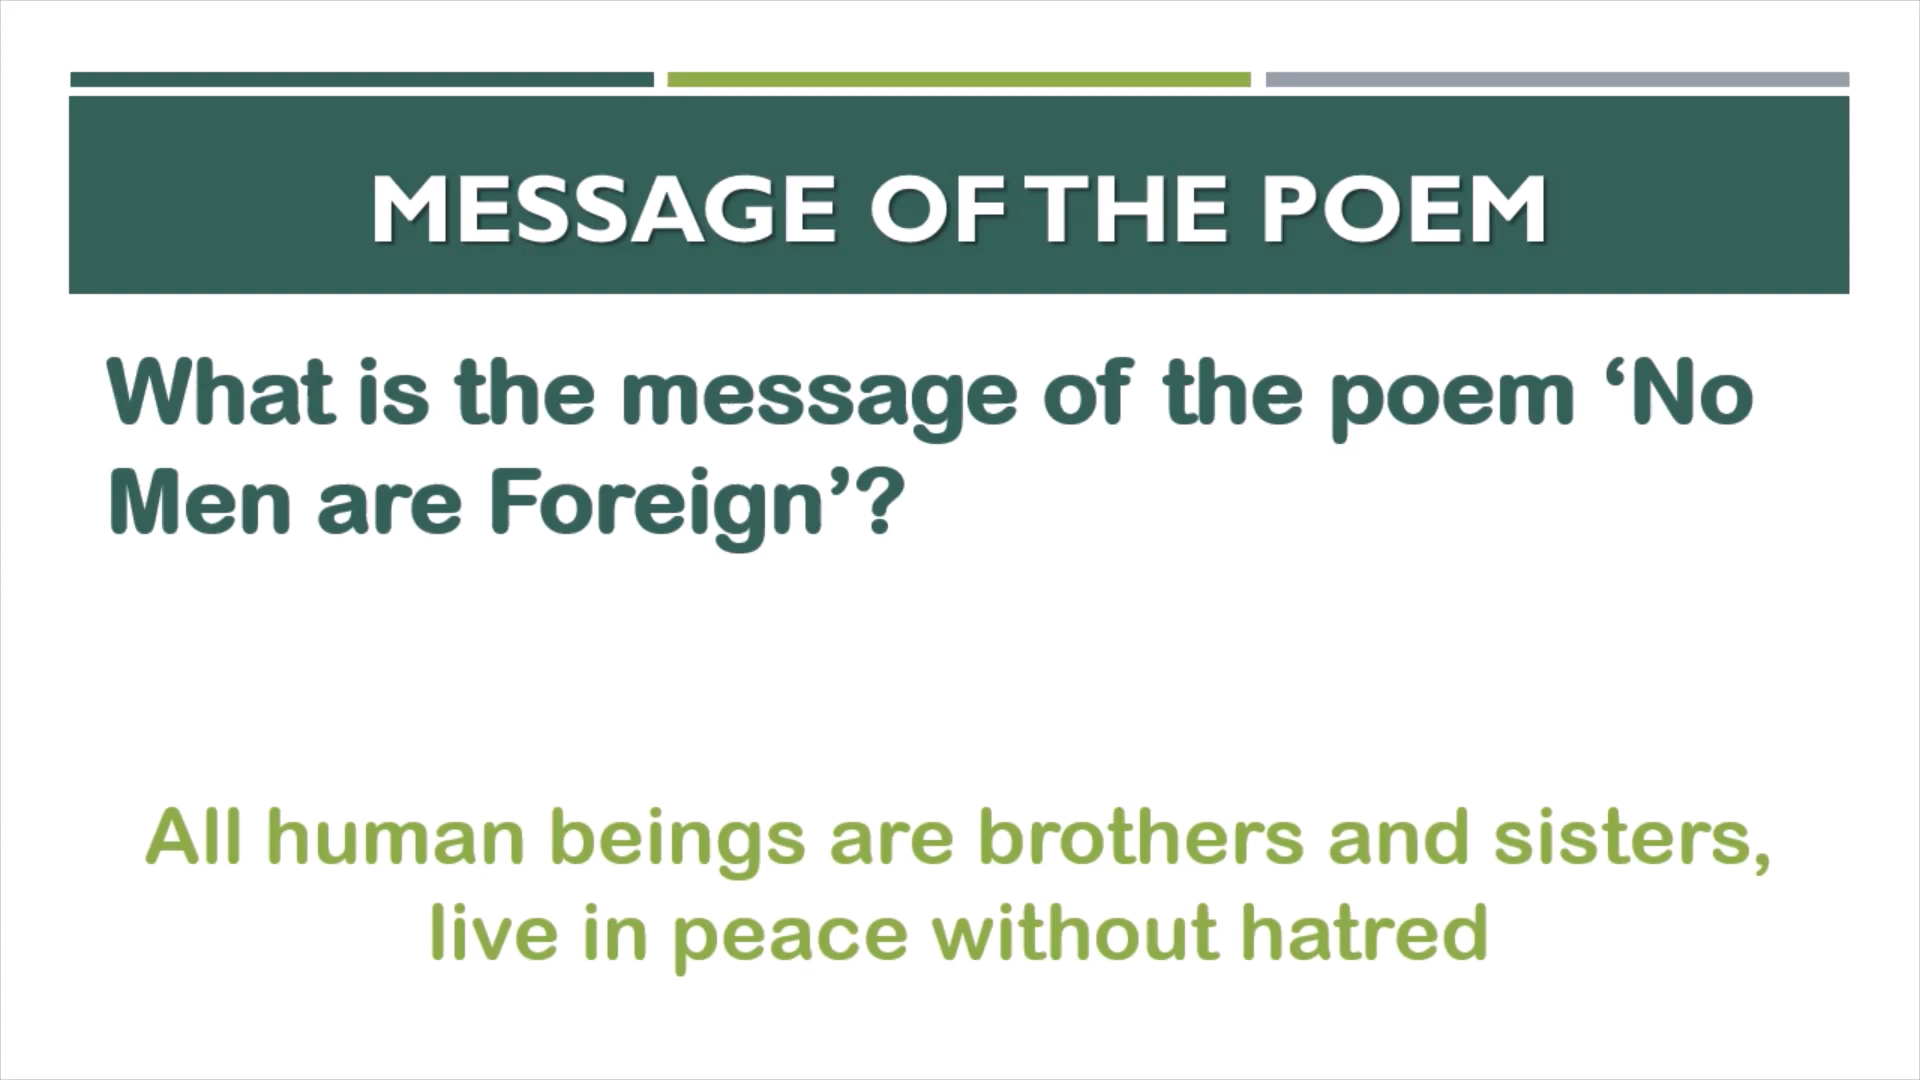 MESSAGE OF THE POEM
What is the message of the poem ‘No
Men are Foreign’?
All human beings are brothers and sisters,
live in peace without hatred